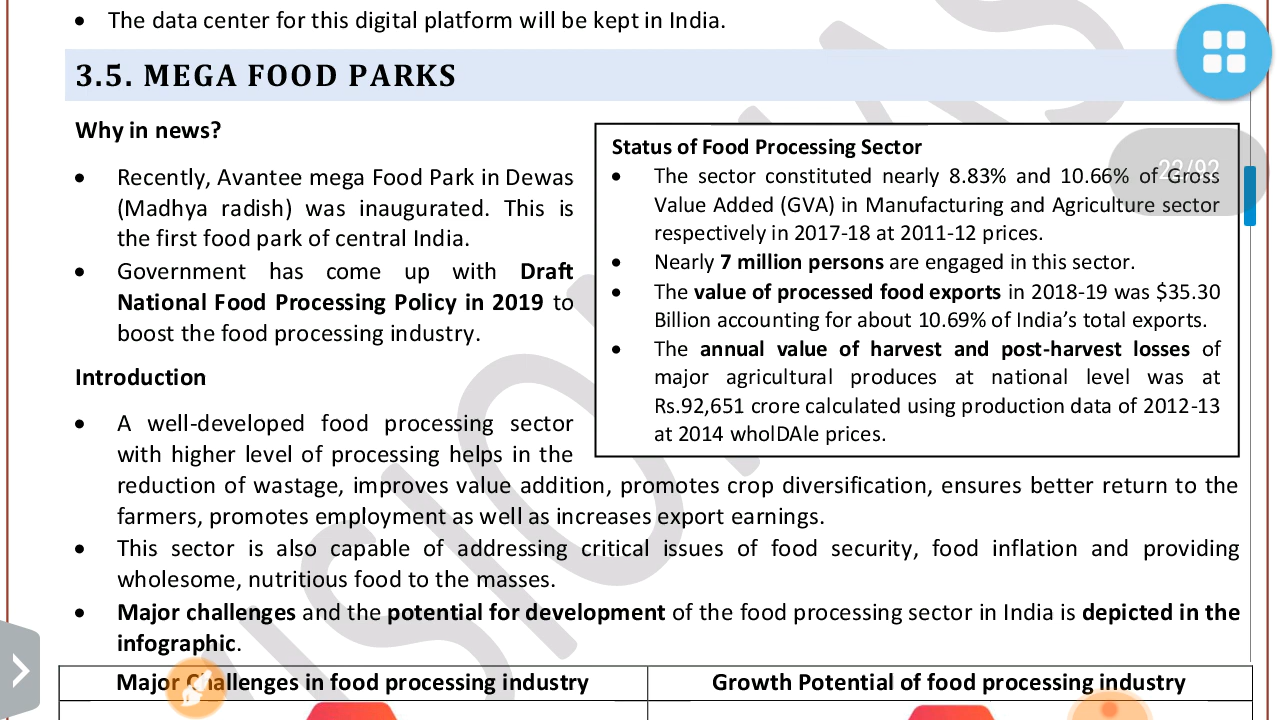 • The data center for this digital platform will be kept in India.
3.5. MEGA FOOD PARKS
Why in news?
• Recently, Avantee mega Food Park in Dewas
(Madhya radish) was inaugurated. This is
the first food park of central India.
• Government has come up with Draft
National Food Processing Policy in 2019 to
boost the food processing industry.
Status of Food Processing Sector
• The sector constituted nearly 8.83% and 10.66% of Gross
Value Added (GVA) in Manufacturing and Agriculture sector
respectively in 2017-18 at 2011-12 prices.
• Nearly 7 million persons are engaged in this sector.
• The value of processed food exports in 2018-19 was $35.30
Billion accounting for about 10.69% of India's total exports.
• The annual value of harvest and post-harvest losses of
major agricultural produces at national level was at
Rs.92,651 crore calculated using production data of 2012-13
at 2014 wholDAle prices.
Introduction
• A well-developed food processing sector
with higher level of processing helps in the
reduction of wastage, improves value addition, promotes crop diversification, ensures better return to the
farmers, promotes employment as well as increases export earnings.
• This sector is also capable of addressing critical issues of food security, food inflation and providing
wholesome, nutritious food to the masses.
• Major challenges and the potential for development of the food processing sector in India is depicted in the
infographic.
Major Challenges in food processing industry
Growth Potential of food processing industry